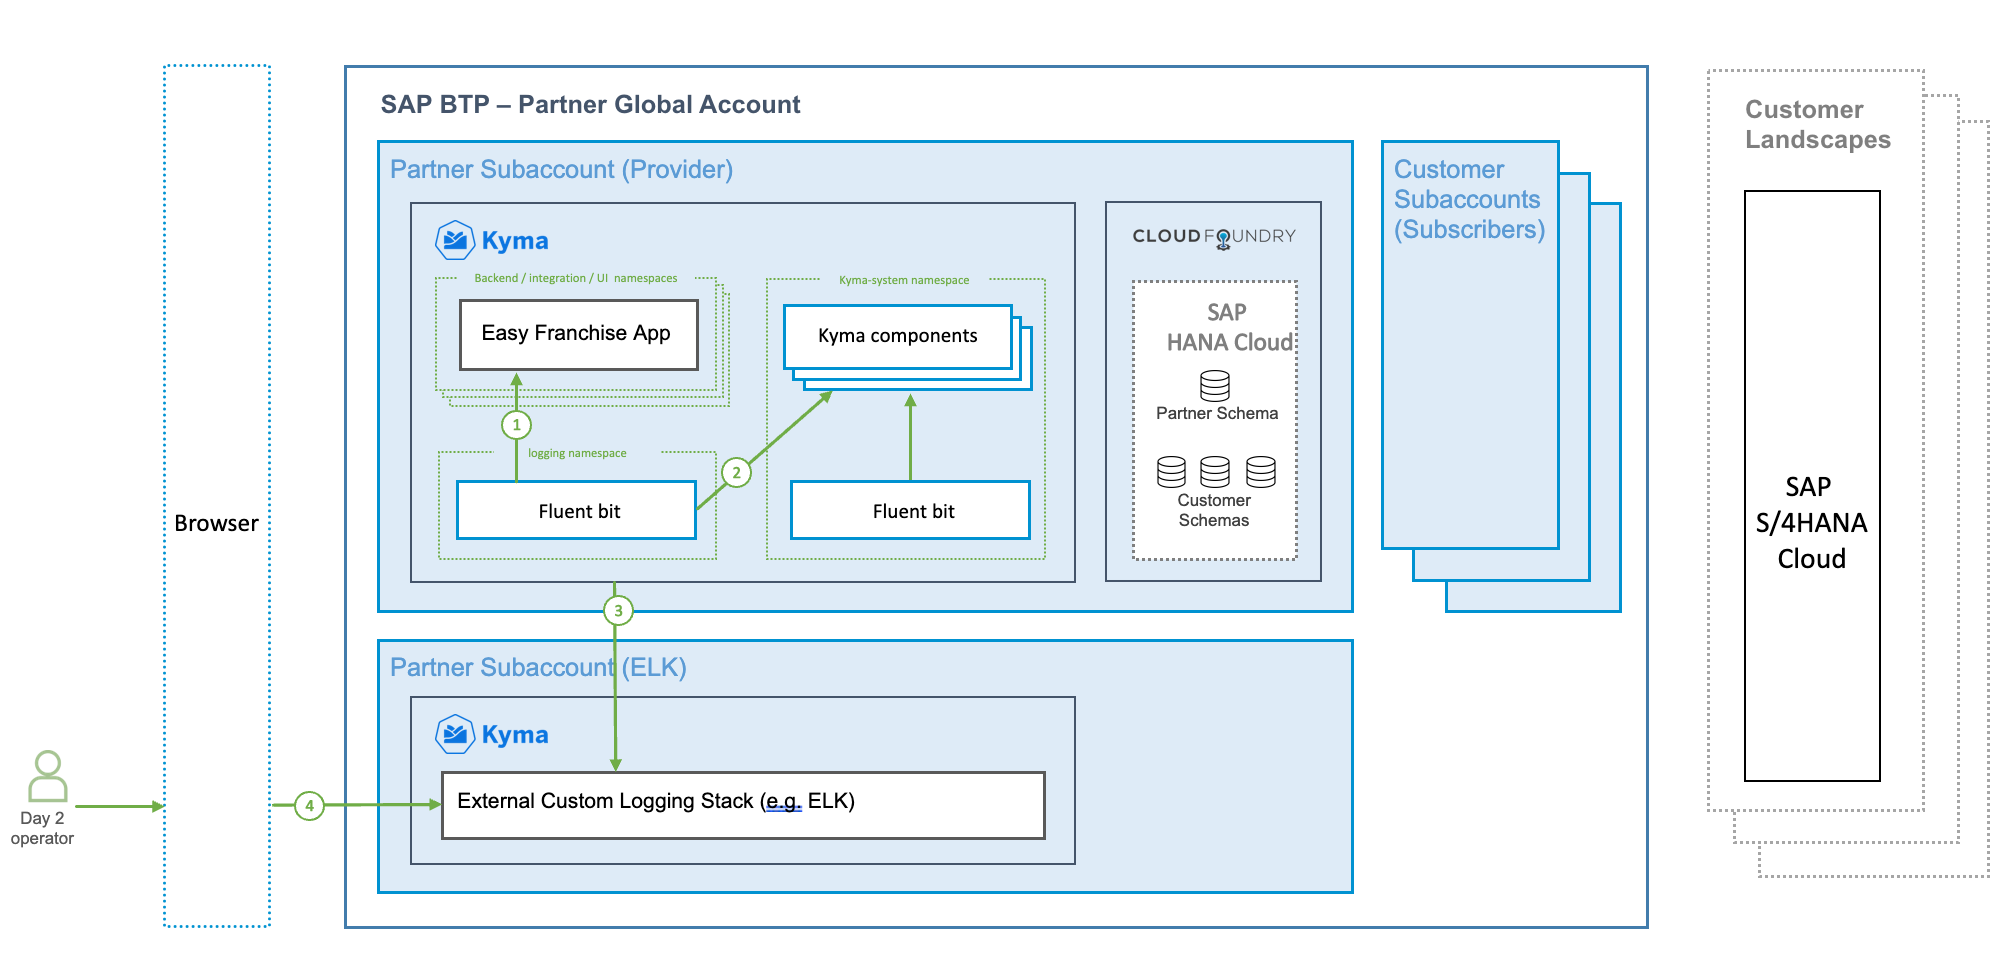 SAP BTP – Partner Global Account
Partner Subaccount (Provider)
Kyma
Backend / integration / UI  namespaces
Easy Franchise App
1
logging namespace
Fluent bit
2
Kyma-system namespace
Kyma components
Fluent bit
CLOUD FOUNDRY
SAP
HANA Cloud
Partner Schema
Customer
Schemas
Customer
Subaccounts
(Subscribers)
Customer
Landscapes
SAP
S/4HANA
Cloud
Browser
3
Partner Subaccount (ELK)
Kyma
External Custom Logging Stack (e.g. ELK)
4
Day 2
operator